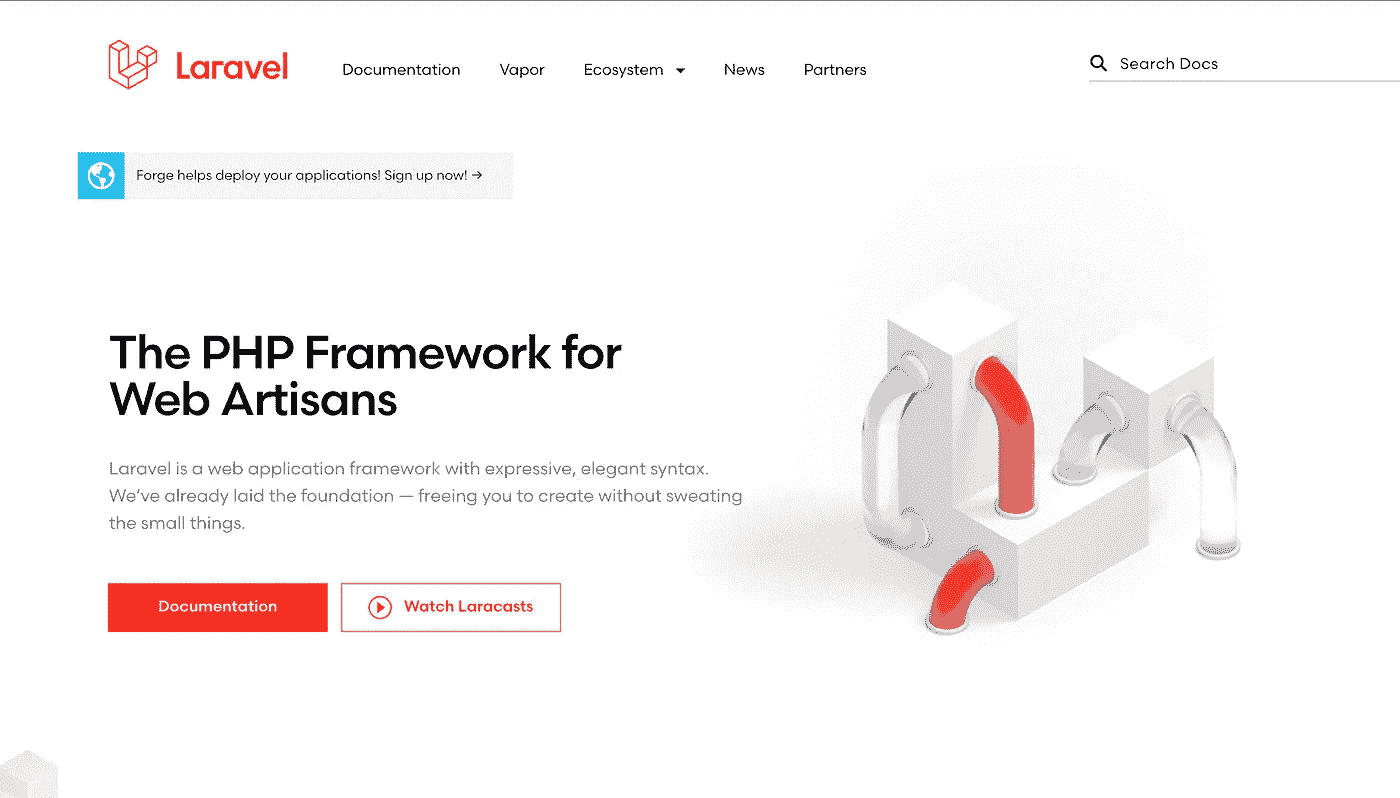 Laravel
Documentation
Vapor
Ecosystem
News
Partners
Search Docs
Forge helps deploy your applications! Sign up now! →
The PHP Framework for
Web Artisans
Laravel is a web application framework with expressive, elegant syntax.
We’ve already laid the foundation — freeing you to create without sweating
the small things.
Documentation
Watch Laracasts